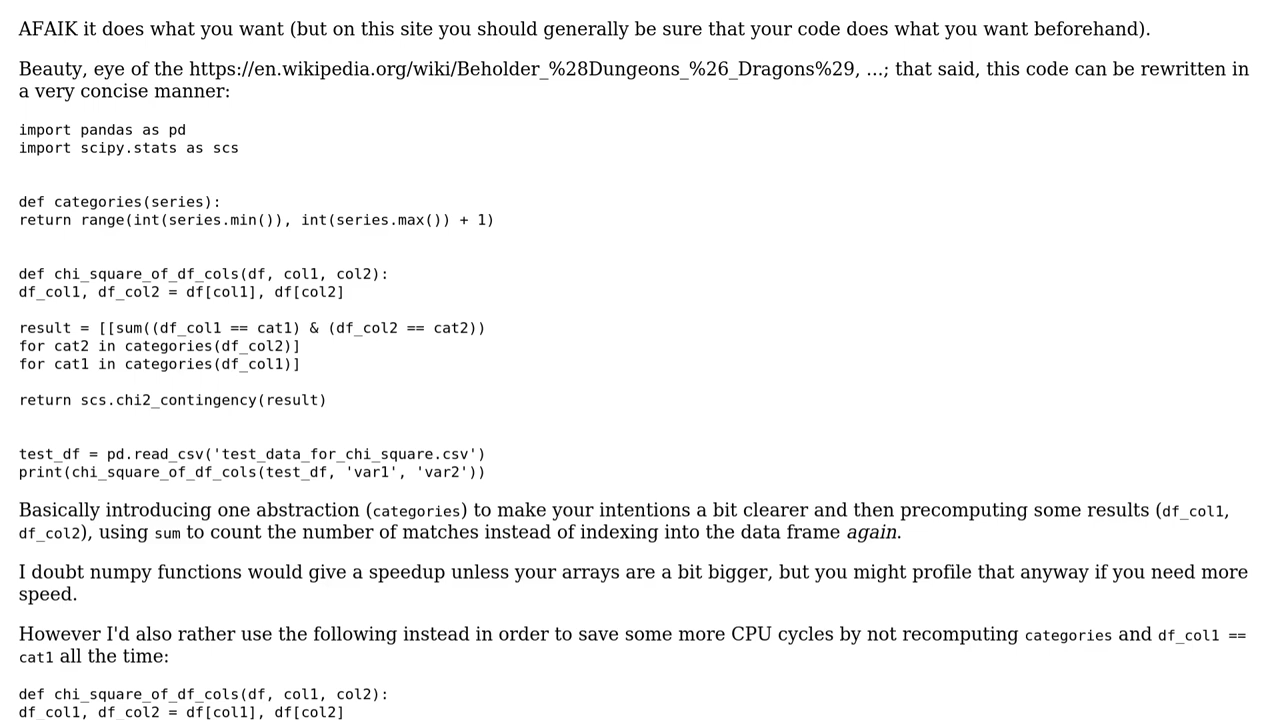 AFAIK it does what you want (but on this site you should generally be sure that your code does what you want beforehand).
Beauty, eye of the https://en.wikipedia.org/wiki/Beholder_%28Dungeons_%26_Dragons%29, ...; that said, this code can be rewritten in
a very concise manner:
import pandas as pd
import scipy.stats as scs
def categories(series):
return range(int(series.min()), int(series.max()) + 1)
def chi_square_of_df_cols(df, col1, col2):
df_col1, df_col2 = df[col1], df[col2]
result = [[sum((df_col1 == cat1) & (df_col2 == cat2))
for cat2 in categories(df_col2)]
for cat1 in categories(df_col1)]
return scs.chi2_contingency(result)
test_df = pd.read_csv('test_data_for_chi_square.csv')
print(chi_square_of_df_cols(test_df, 'var1', 'var2'))
Basically introducing one abstraction (categories) to make your intentions a bit clearer and then precomputing some results (df_col1,
df_col2), using sum to count the number of matches instead of indexing into the data frame again.
I doubt numpy functions would give a speedup unless your arrays are a bit bigger, but you might profile that anyway if you need more
speed.
However I'd also rather use the following instead in order to save some more CPU cycles by not recomputing categories and df_col1 ==
cat1 all the time:
def chi_square_of_df_cols(df, col1, col2):
df_col1, df_col2 = df[col1], df[col2]